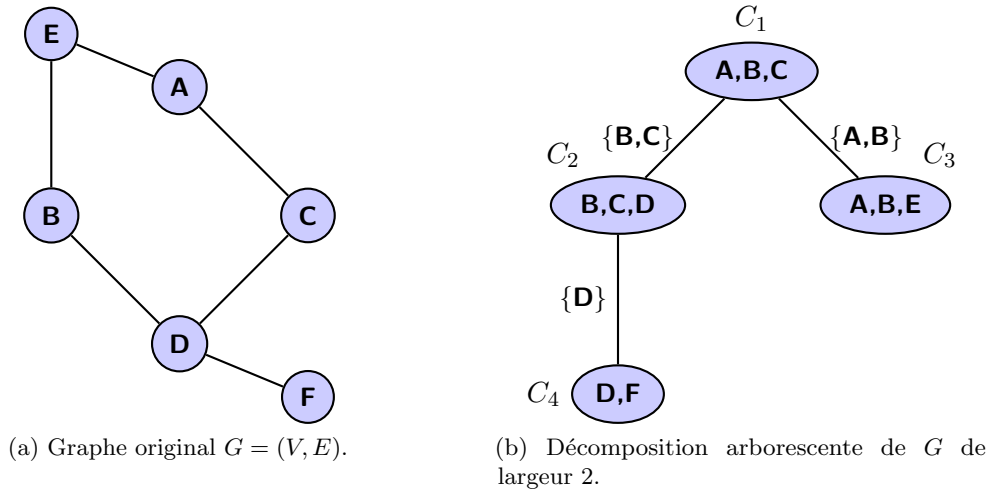 E
A
B
C
D
F
(a) Graphe original G = (V, E).
C₁
A,B,C
{B,C}
{A,B}
C₂
C₃
B,C,D
A,B,E
{D}
C₄
D,F
(b) Décomposition arborescente de G de
largeur 2.